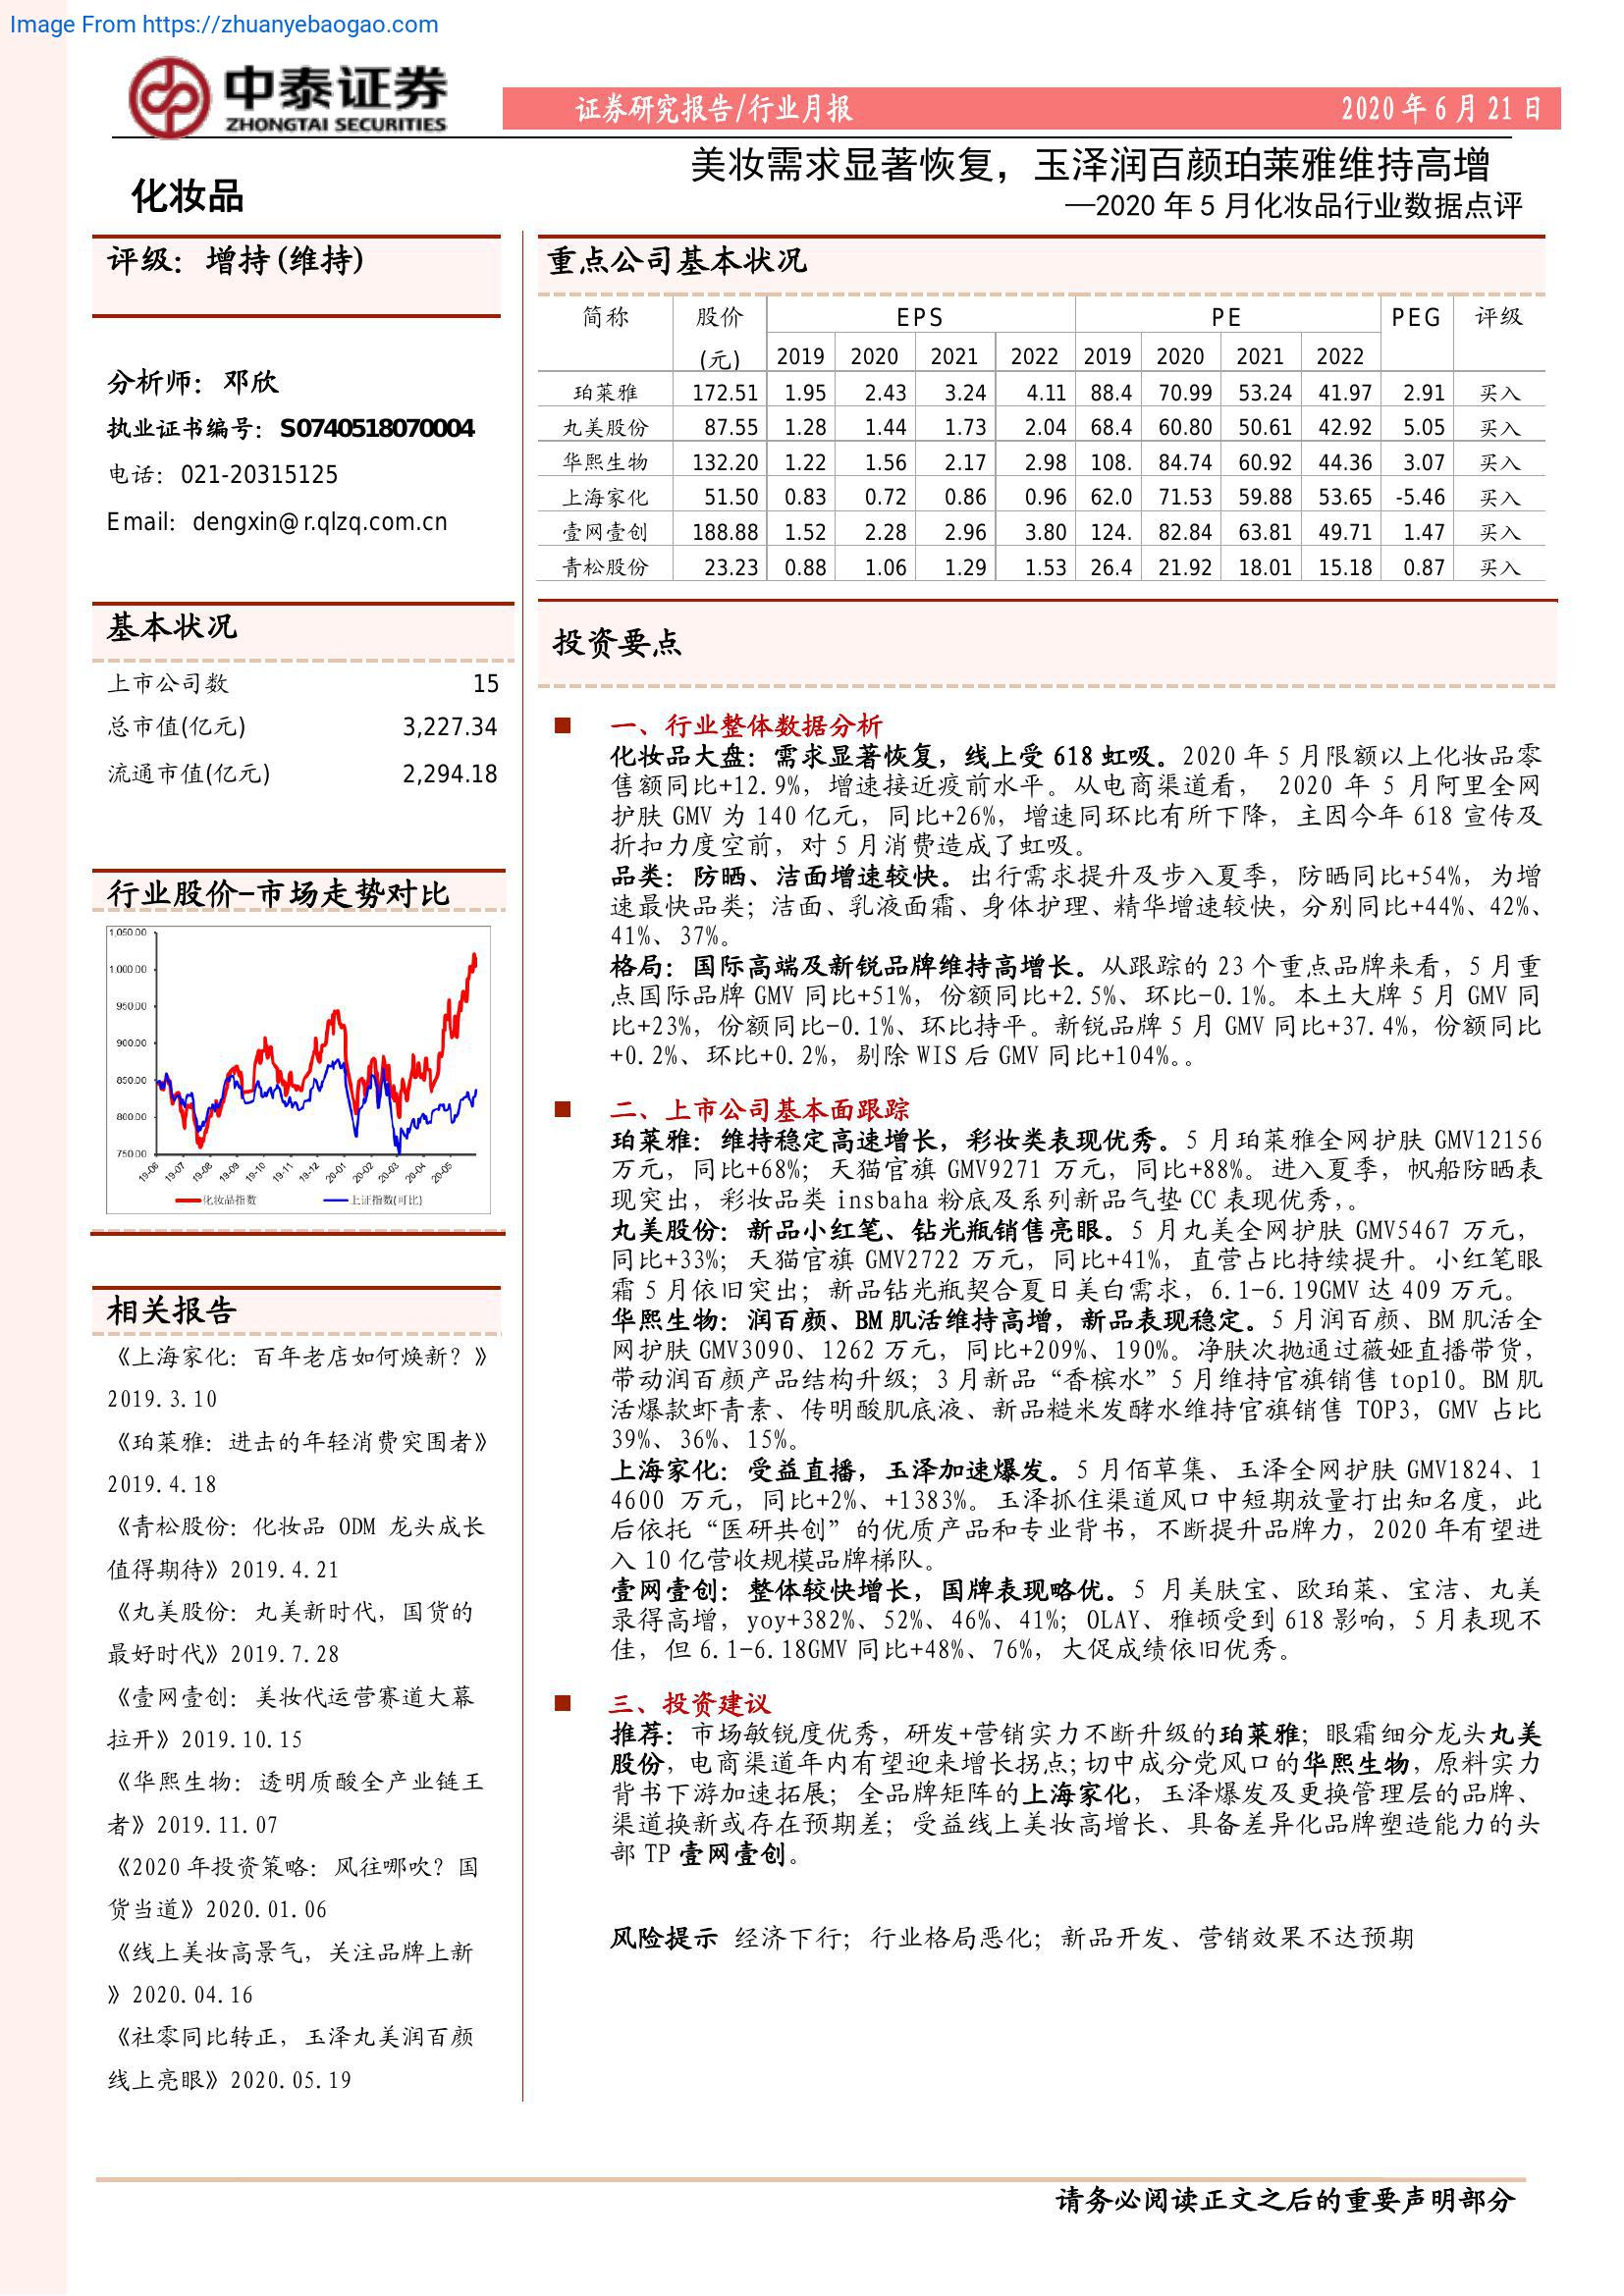 Image From https://zhuanyebaogao.com
中泰证券
ZHONGTAI SECURITIES
证券研究报告/行业月报 2020 年 6 月 21 日
美妆需求显著恢复，玉泽润百颜珀莱雅维持高增
化妆品
—2020 年 5 月化妆品行业数据点评
评级：增持(维持)
分析师：邓欣
执业证书编号：S0740518070004
电话：021-20315125
Email：dengxin@r.qlzq.com.cn
基本状况
上市公司数 15
总市值(亿元) 3,227.34
流通市值(亿元) 2,294.18
行业股价-市场走势对比
1,050.00
1,000.00
950.00
900.00
850.00
800.00
750.00
19-06 19-07 19-08 19-09 19-10 19-11 19-12 20-01 20-02 20-03 20-04 20-05
化妆品指数 上证指数(可比)
相关报告
《上海家化：百年老店如何焕新？》
2019.3.10
《珀莱雅：进击的年轻消费突围者》
2019.4.18
《青松股份：化妆品 ODM 龙头成长
值得期待》2019.4.21
《丸美股份：丸美新时代，国货的
最好时代》2019.7.28
《壹网壹创：美妆代运营赛道大幕
拉开》2019.10.15
《华熙生物：透明质酸全产业链王
者》2019.11.07
《2020 年投资策略：风往哪吹？国
货当道》2020.01.06
《线上美妆高景气，关注品牌上新
》2020.04.16
《社零同比转正，玉泽丸美润百颜
线上亮眼》2020.05.19
重点公司基本状况
简称 股价 EPS PE PEG 评级
(元) 2019 2020 2021 2022 2019 2020 2021 2022
珀莱雅 172.51 1.95 2.43 3.24 4.11 88.4 70.99 53.24 41.97 2.91 买入
丸美股份 87.55 1.28 1.44 1.73 2.04 68.4 60.80 50.61 42.92 5.05 买入
华熙生物 132.20 1.22 1.56 2.17 2.98 108. 84.74 60.92 44.36 3.07 买入
上海家化 51.50 0.83 0.72 0.86 0.96 62.0 71.53 59.88 53.65 -5.46 买入
壹网壹创 188.88 1.52 2.28 2.96 3.80 124. 82.84 63.81 49.71 1.47 买入
青松股份 23.23 0.88 1.06 1.29 1.53 26.4 21.92 18.01 15.18 0.87 买入
投资要点
■ 一、行业整体数据分析
化妆品大盘：需求显著恢复，线上受 618 虹吸。2020 年 5 月限额以上化妆品零
售额同比+12.9%，增速接近疫前水平。从电商渠道看， 2020 年 5 月阿里全网
护肤 GMV 为 140 亿元，同比+26%，增速同环比有所下降，主因今年 618 宣传及
折扣力度空前，对 5 月消费造成了虹吸。
品类：防晒、洁面增速较快。出行需求提升及步入夏季，防晒同比+54%，为增
速最快品类；洁面、乳液面霜、身体护理、精华增速较快，分别同比+44%、42%、
41%、37%。
格局：国际高端及新锐品牌维持高增长。从跟踪的 23 个重点品牌来看，5 月重
点国际品牌 GMV 同比+51%，份额同比+2.5%、环比-0.1%。本土大牌 5 月 GMV 同
比+23%，份额同比-0.1%、环比持平。新锐品牌 5 月 GMV 同比+37.4%，份额同比
+0.2%、环比+0.2%，剔除 WIS 后 GMV 同比+104%。。
■ 二、上市公司基本面跟踪
珀莱雅：维持稳定高速增长，彩妆类表现优秀。5 月珀莱雅全网护肤 GMV12156
万元，同比+68%；天猫官旗 GMV9271 万元，同比+88%。进入夏季，帆船防晒表
现突出，彩妆品类 insbaha 粉底及系列新品气垫 CC 表现优秀，。
丸美股份：新品小红笔、钻光瓶销售亮眼。5 月丸美全网护肤 GMV5467 万元，
同比+33%；天猫官旗 GMV2722 万元，同比+41%，直营占比持续提升。小红笔眼
霜 5 月依旧突出；新品钻光瓶契合夏日美白需求，6.1-6.19GMV 达 409 万元。
华熙生物：润百颜、BM 肌活维持高增，新品表现稳定。5 月润百颜、BM 肌活全
网护肤 GMV3090、1262 万元，同比+209%、190%。净肤次抛通过薇娅直播带货，
带动润百颜产品结构升级；3 月新品“香槟水”5 月维持官旗销售 top10。BM 肌
活爆款虾青素、传明酸肌底液、新品糙米发酵水维持官旗销售 TOP3，GMV 占比
39%、36%、15%。
上海家化：受益直播，玉泽加速爆发。5 月佰草集、玉泽全网护肤 GMV1824、1
4600 万元，同比+2%、+1383%。玉泽抓住渠道风口中短期放量打出知名度，此
后依托“医研共创”的优质产品和专业背书，不断提升品牌力，2020 年有望进
入 10 亿营收规模品牌梯队。
壹网壹创：整体较快增长，国牌表现略优。5 月美肤宝、欧珀莱、宝洁、丸美
录得高增，yoy+382%、52%、46%、41%；OLAY、雅顿受到 618 影响，5 月表现不
佳，但 6.1-6.18GMV 同比+48%、76%，大促成绩依旧优秀。
■ 三、投资建议
推荐：市场敏锐度优秀，研发+营销实力不断升级的珀莱雅；眼霜细分龙头丸美
股份，电商渠道年内有望迎来增长拐点；切中成分党风口的华熙生物，原料实力
背书下游加速拓展；全品牌矩阵的上海家化，玉泽爆发及更换管理层的品牌、
渠道换新或存在预期差；受益线上美妆高增长、具备差异化品牌塑造能力的头
部 TP 壹网壹创。
风险提示 经济下行；行业格局恶化；新品开发、营销效果不达预期
请务必阅读正文之后的重要声明部分